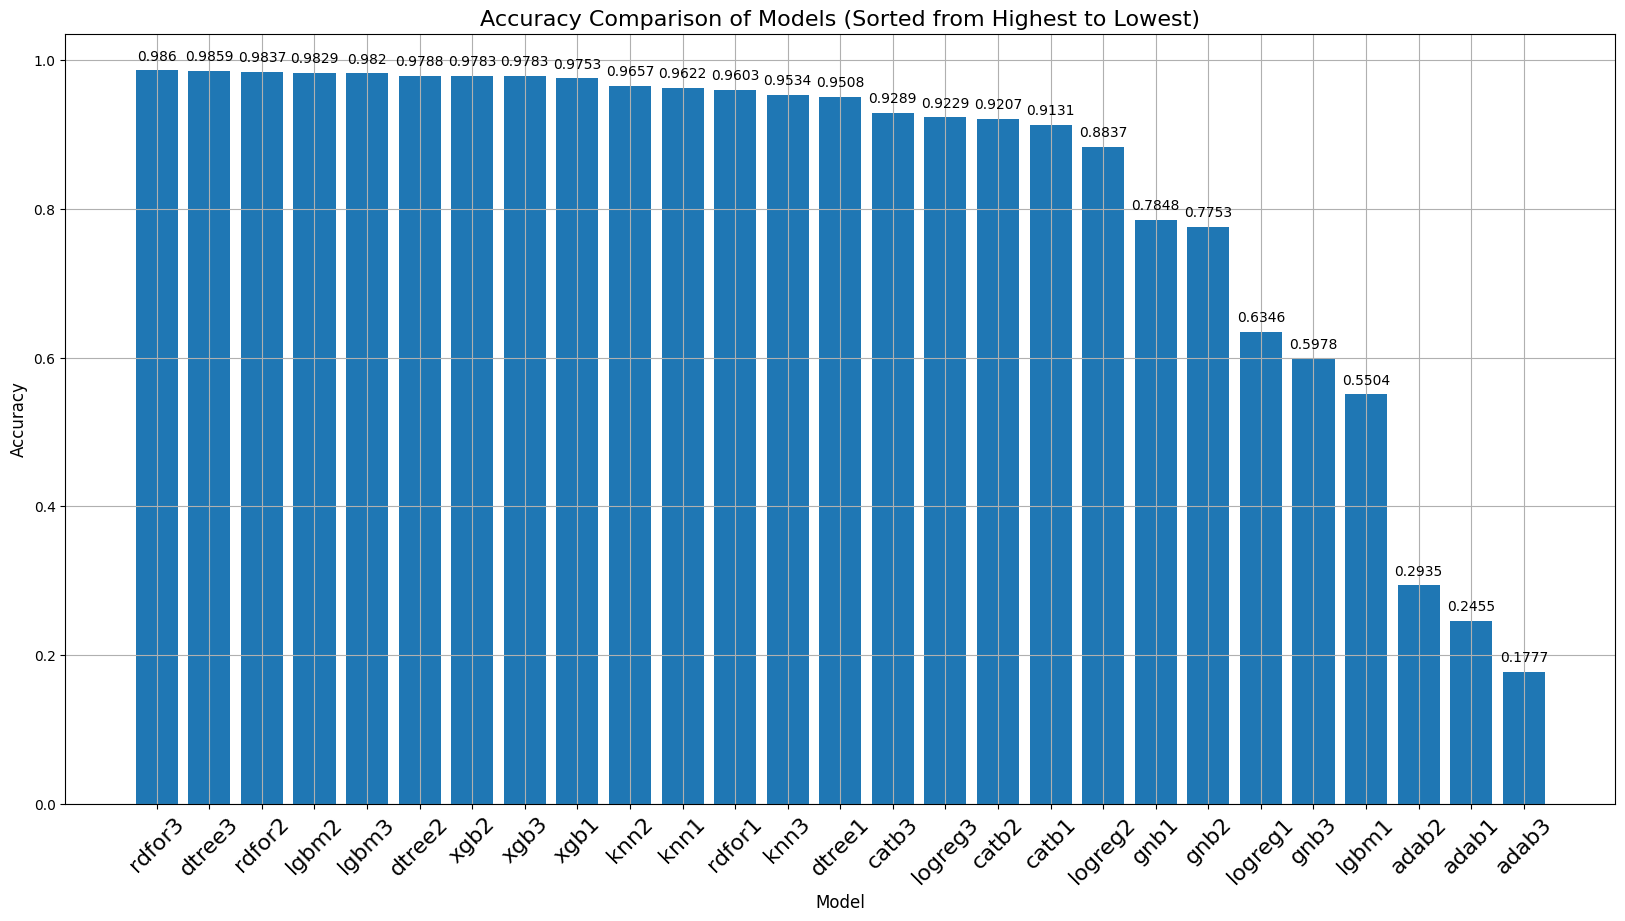 Accuracy Comparison of Models (Sorted from Highest to Lowest)
Accuracy
1.0
0.8
0.6
0.4
0.2
0.0
0.986
0.9859
0.9837
0.9829
0.982
0.9788
0.9783
0.9783
0.9753
0.9657
0.9622
0.9603
0.9534
0.9508
0.9289
0.9229
0.9207
0.9131
0.8837
0.7848
0.7753
0.6346
0.5978
0.5504
0.2935
0.2455
0.1777
rdfor3
dtree3
rdfor2
lgbm2
lgbm3
dtree2
xgb2
xgb3
xgb1
knn2
knn1
rdfor1
knn3
dtree1
catb3
logreg3
catb2
catb1
logreg2
gnb1
gnb2
logreg1
gnb3
lgbm1
adab2
adab1
adab3
Model